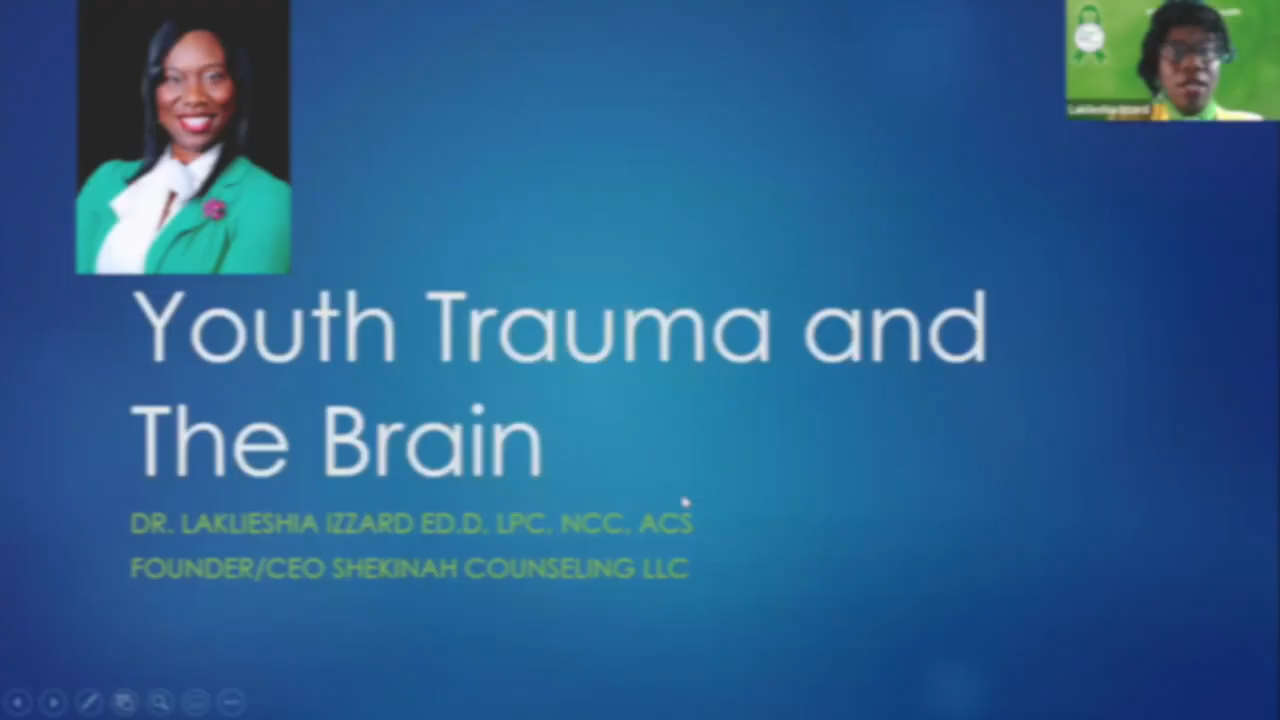 Youth Trauma and
The Brain
DR. LAKLIESHIA IZZARD ED.D, LPC, NCC, ACS
FOUNDER/CEO SHEKINAH COUNSELING LLC